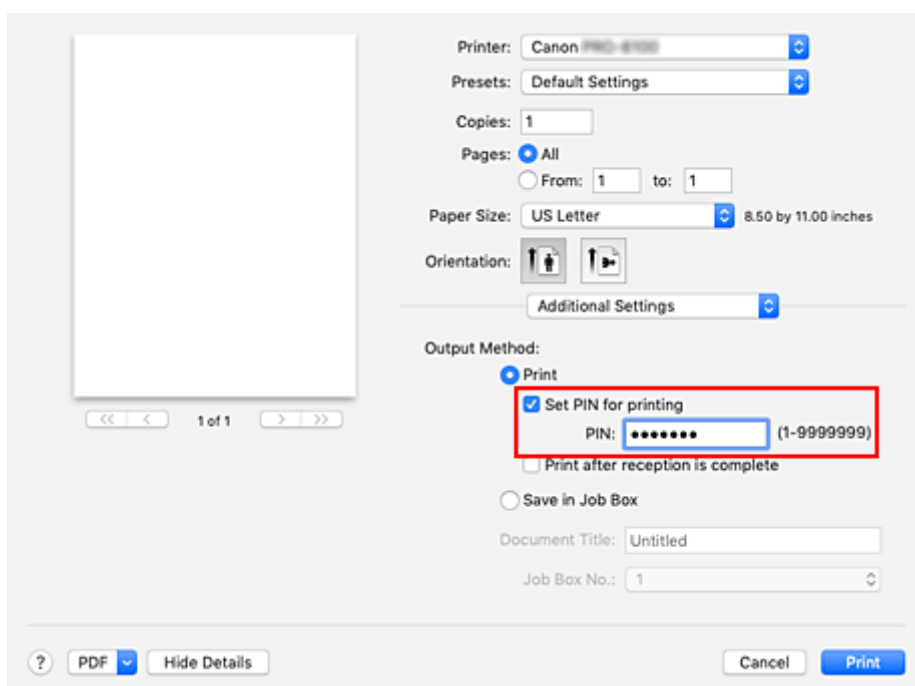 Printer: Canon
Presets: Default Settings
Copies: 1
Pages: All
From: 1 to: 1
Paper Size: US Letter 8.50 by 11.00 inches
Orientation:
Additional Settings
Output Method:
Print
Set PIN for printing
PIN: ••••••• (1-9999999)
Print after reception is complete
Save in Job Box
Document Title: Untitled
Job Box No.: 1
<< < 1 of 1 > >>
? PDF Hide Details Cancel Print